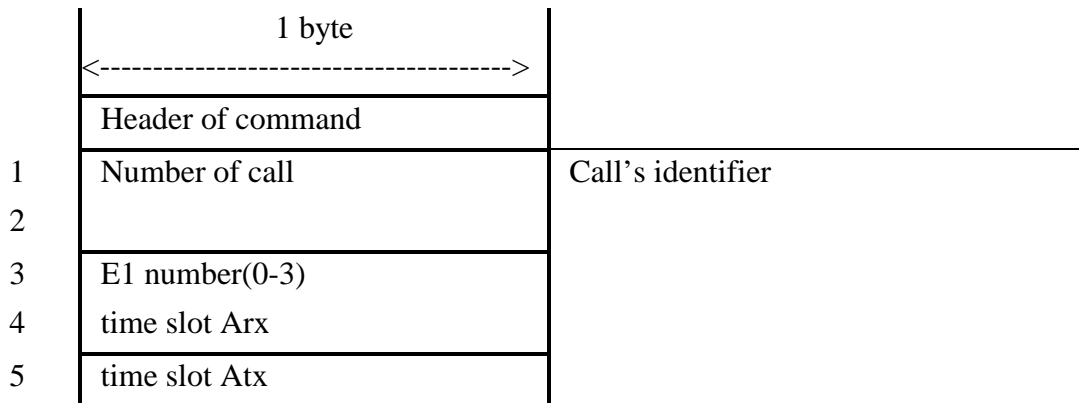 1 byte
<------------------------------------->
Header of command
1 Number of call Call's identifier
2
3 E1 number(0-3)
4 time slot Arx
5 time slot Atx